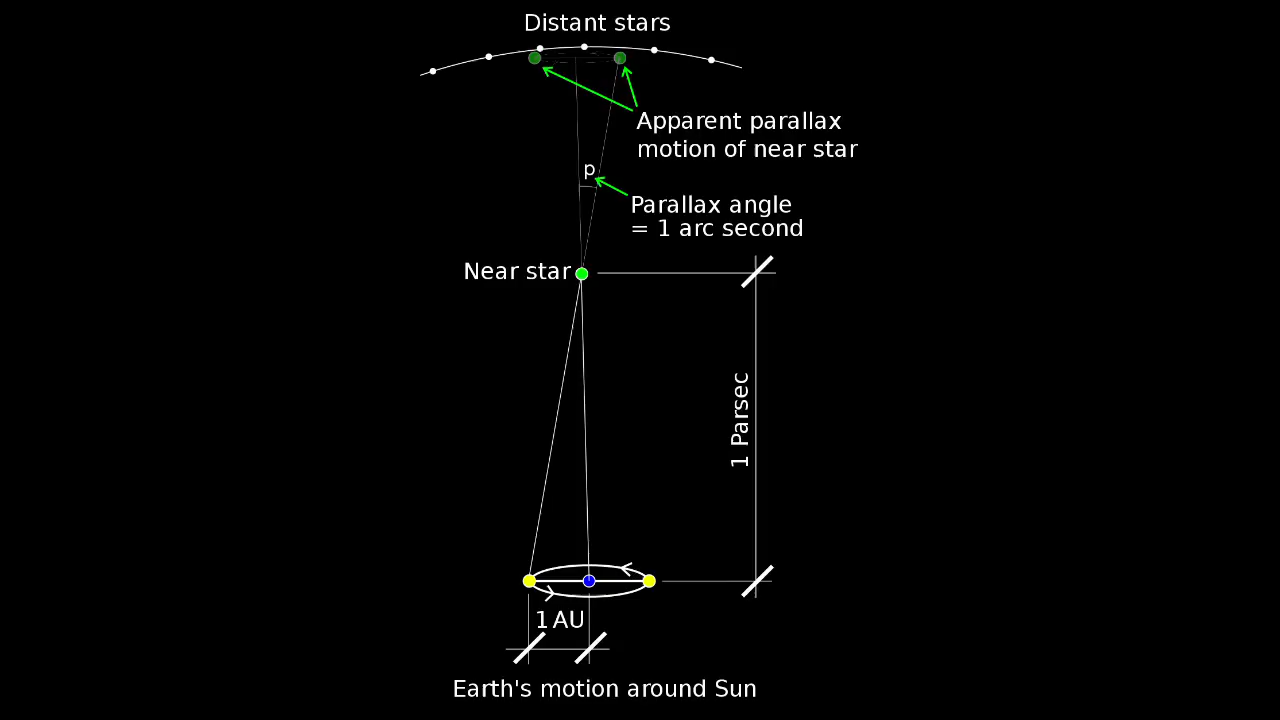 Distant stars
Apparent parallax
motion of near star
p
Parallax angle
= 1 arc second
Near star
1 Parsec
1 AU
Earth's motion around Sun